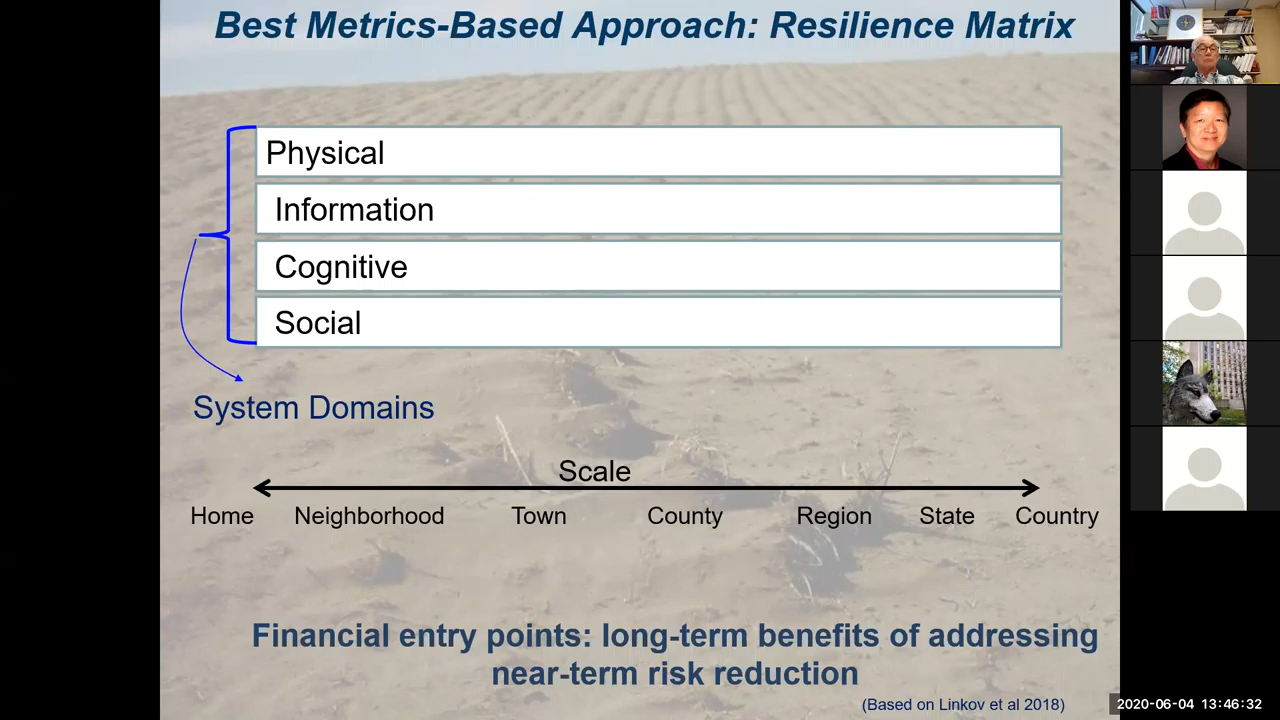 Best Metrics-Based Approach: Resilience Matrix
Physical
Information
Cognitive
Social
System Domains
Scale
Home Neighborhood Town County Region State Country
Financial entry points: long-term benefits of addressing
near-term risk reduction
(Based on Linkov et al 2018)
2020-06-04 13:46:32